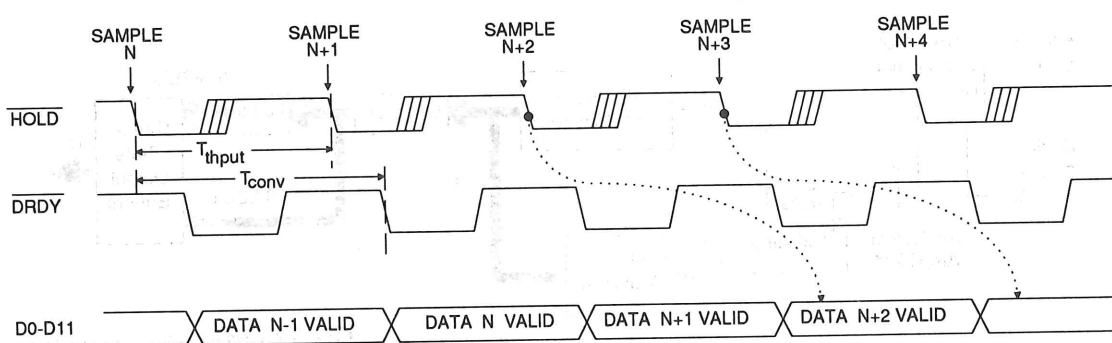 SAMPLE
N
SAMPLE
N+1
SAMPLE
N+2
SAMPLE
N+3
SAMPLE
N+4
HOLD
Tthput
Tconv
DRDY
D0-D11
DATA N-1 VALID
DATA N VALID
DATA N+1 VALID
DATA N+2 VALID